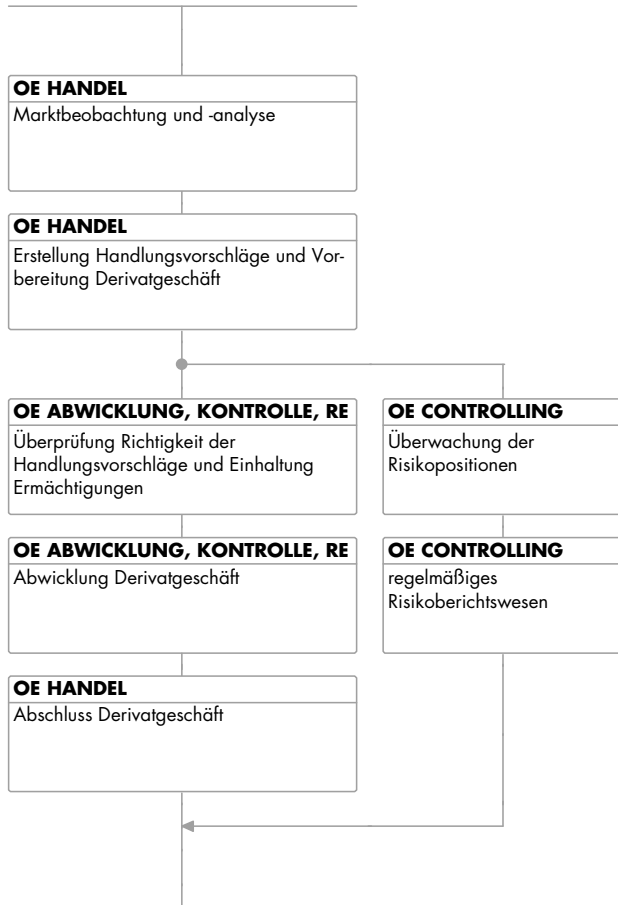 OE HANDEL
Marktbeobachtung und -analyse
OE HANDEL
Erstellung Handlungsvorschläge und Vor-
bereitung Derivatgeschäft
OE ABWICKLUNG, KONTROLLE, RE
Überprüfung Richtigkeit der
Handlungsvorschläge und Einhaltung
Ermächtigungen
OE CONTROLLING
Überwachung der
Risikopositionen
OE ABWICKLUNG, KONTROLLE, RE
Abwicklung Derivatgeschäft
OE CONTROLLING
regelmäßiges
Risikoberichtswesen
OE HANDEL
Abschluss Derivatgeschäft